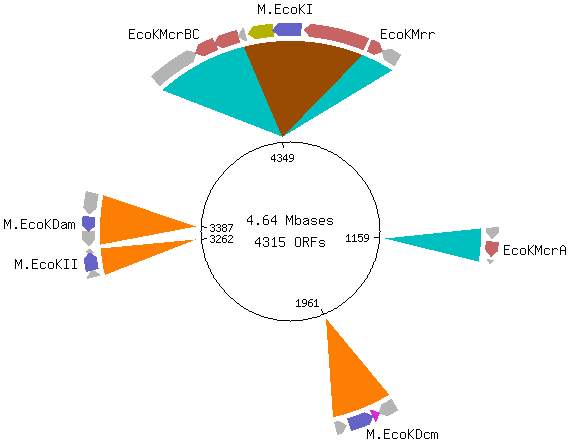 M.EcoKI
EcoKMcrBC
EcoKMrr
4349
M.EcoKDam
3387
4.64 Mbases
3262
4315 ORFs
1159
M.EcoKII
EcoKMcrA
1961
M.EcoKDcm